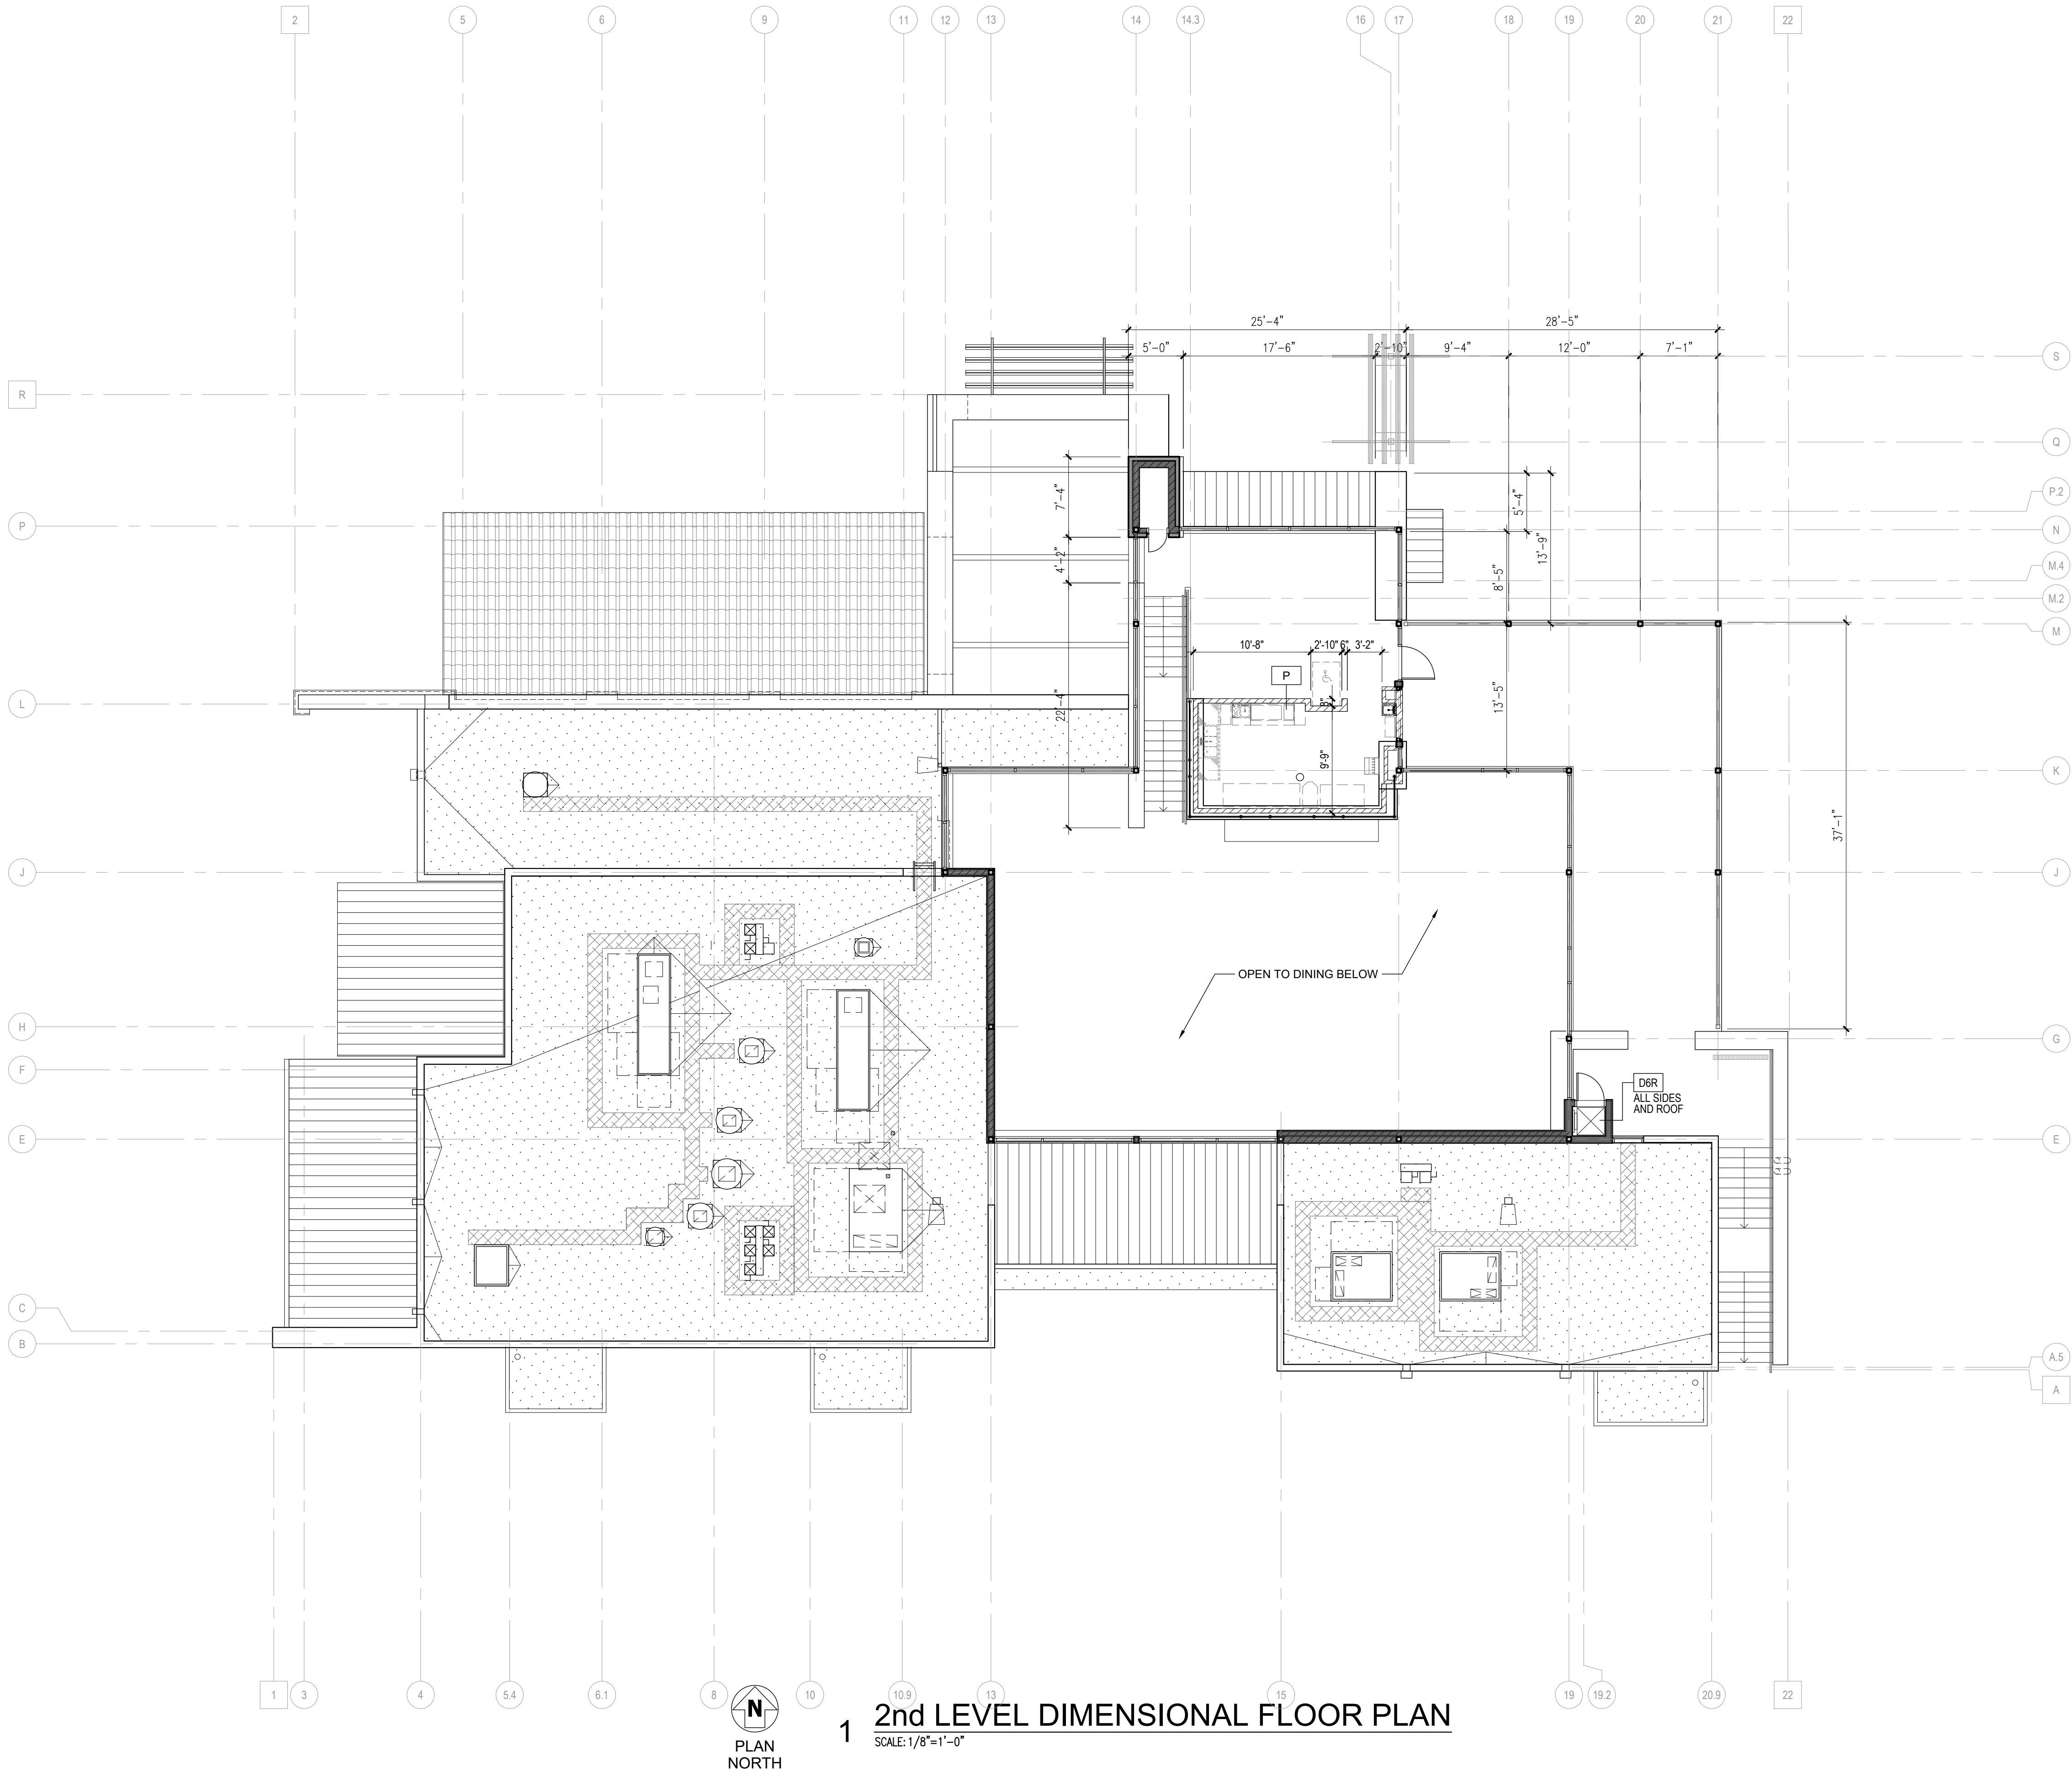 2 5 6 9 11 12 13 14 14.3 16 17 18 19 20 21 22
25'-4" 28'-5"
5'-0" 17'-6" 2'-10" 9'-4" 12'-0" 7'-1"
S
R
Q
7'-4"
5'-4"
P.2
P
N
13'-9"
4'-2"
M.4
8'-5"
M.2
M
10'-8" 2'-10" 6" 3'-2"
P
L
22'-4"
8"
13'-5"
9'-9"
K
37'-1"
J
J
OPEN TO DINING BELOW
H
G
F
D6R
ALL SIDES
AND ROOF
E
E
C
B
A.5
A
1 3 4 5.4 6.1 8 10 10.9 13 15 19 19.2 20.9 22
N
PLAN
NORTH
1
2nd LEVEL DIMENSIONAL FLOOR PLAN
SCALE: 1/8"=1'-0"